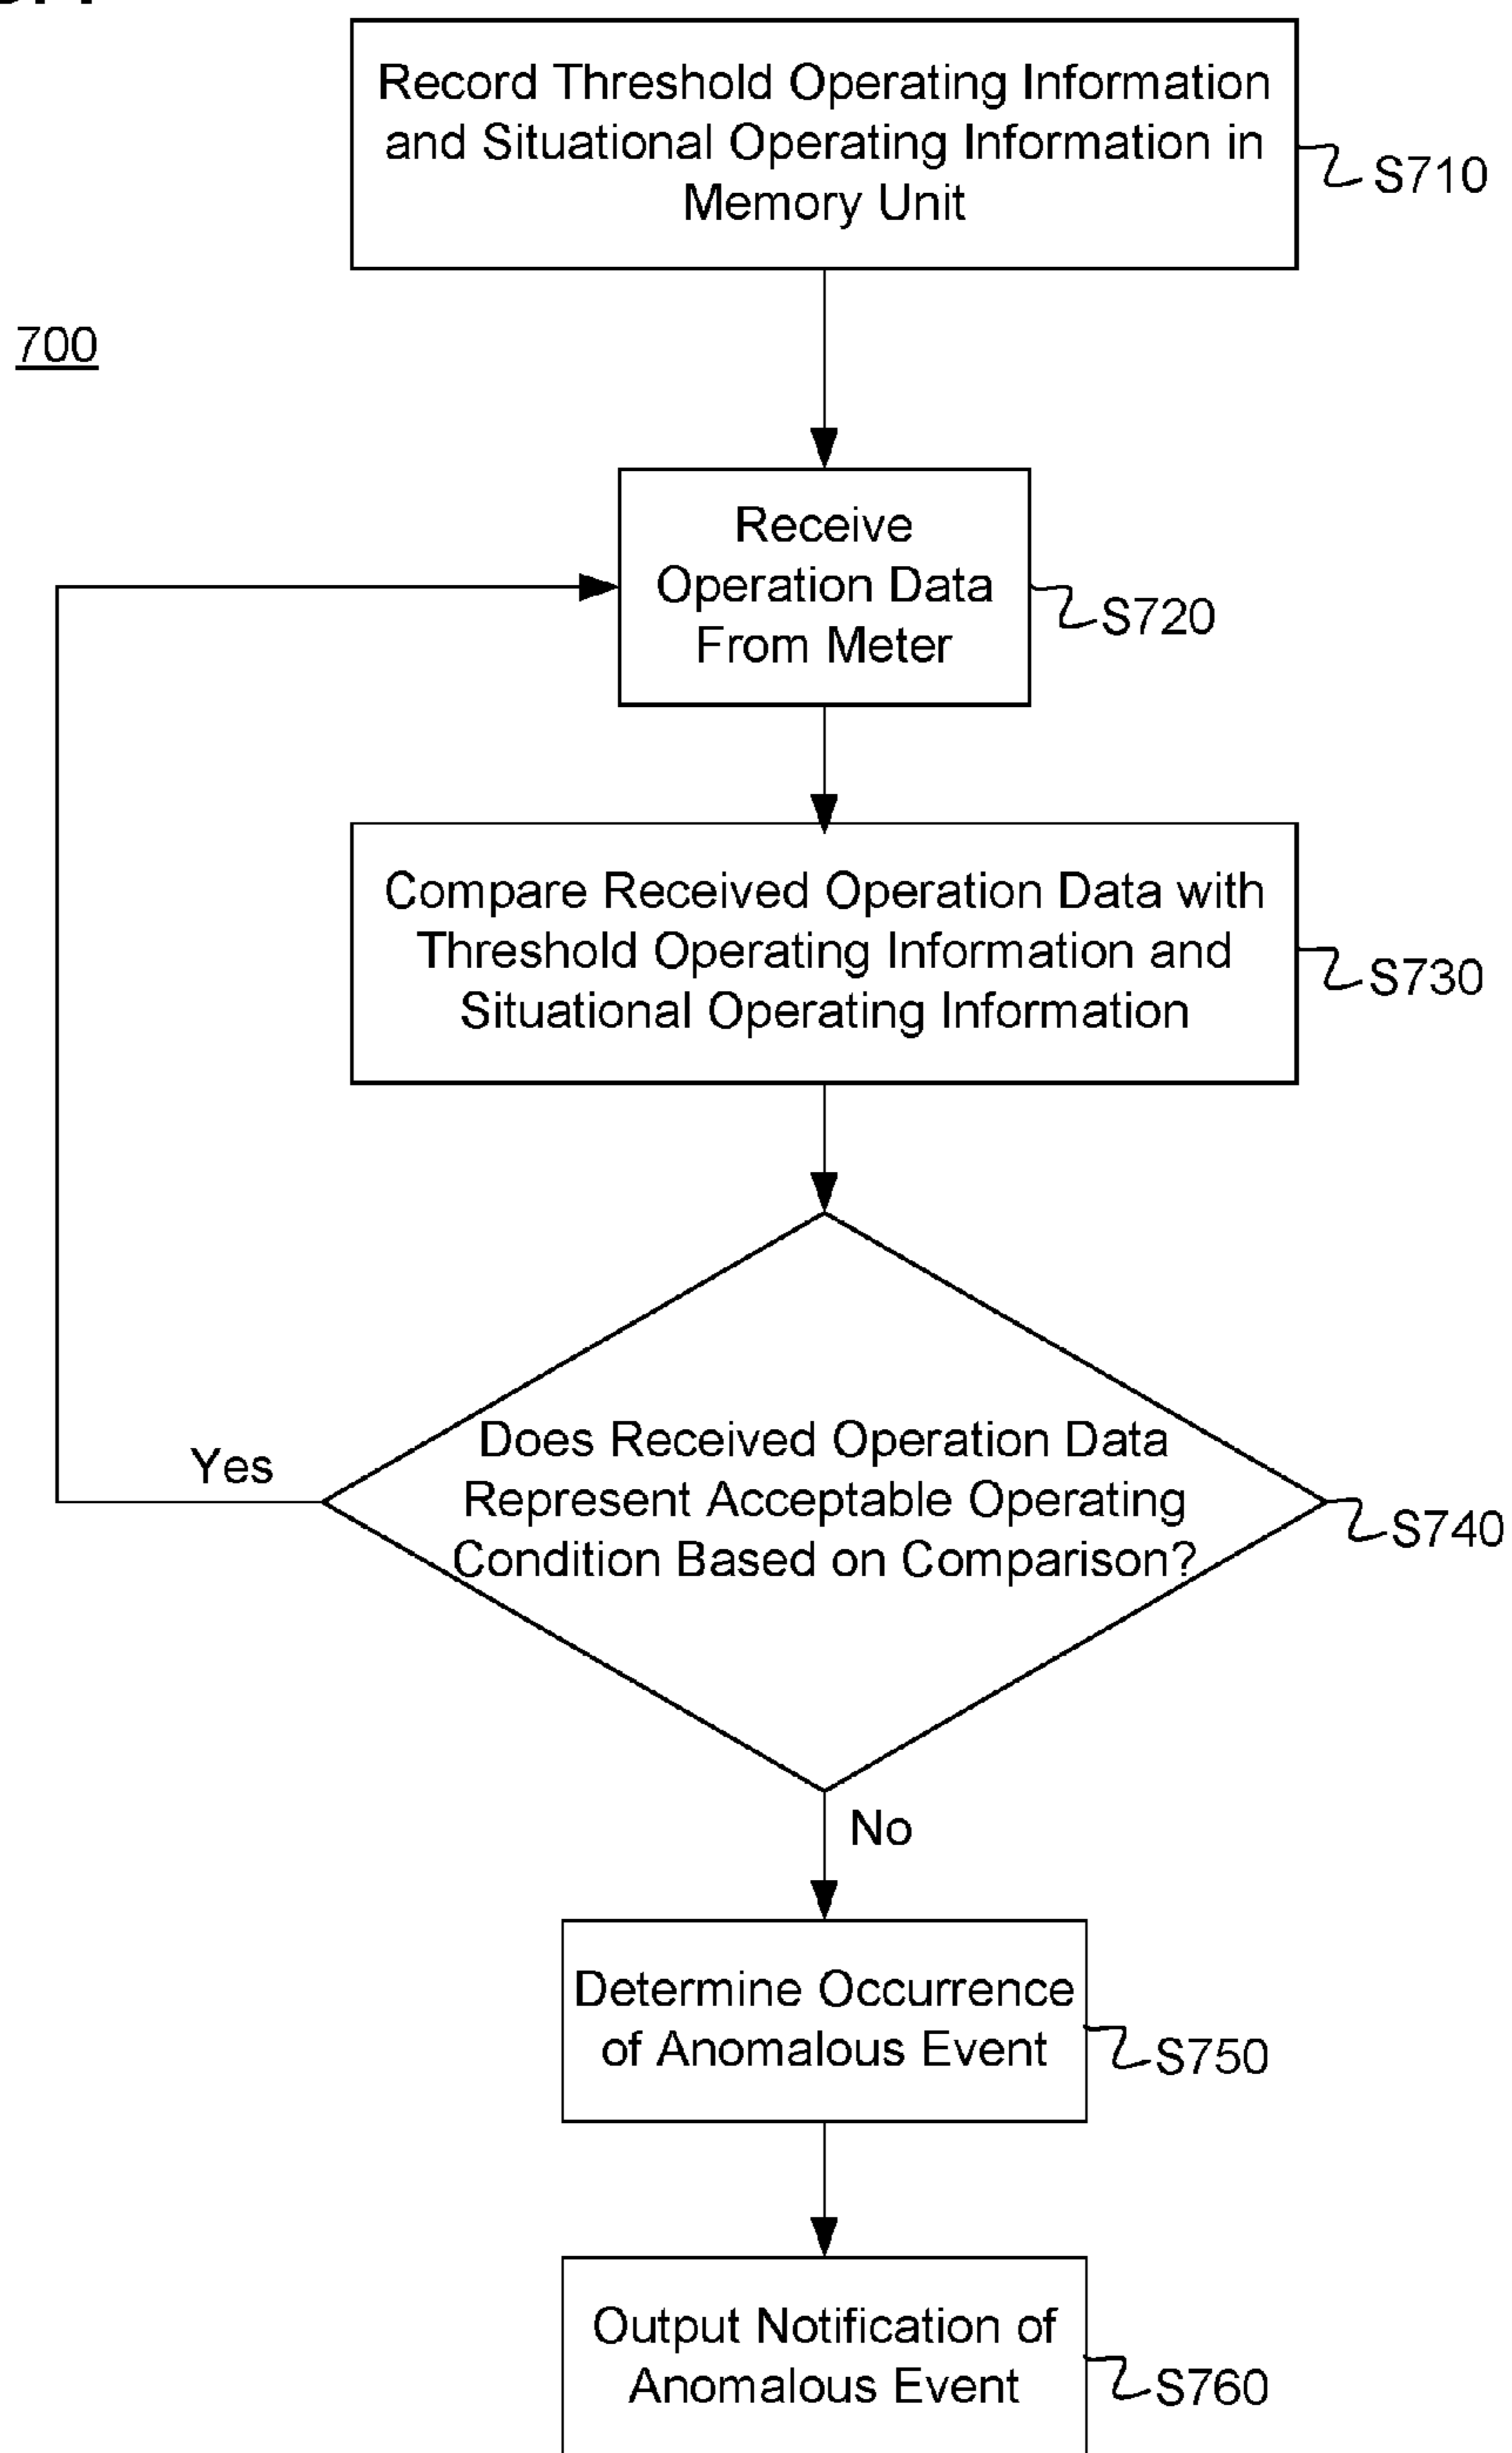 Record Threshold Operating Information
and Situational Operating Information in
Memory Unit
S710
700
Receive
Operation Data
From Meter
S720
Compare Received Operation Data with
Threshold Operating Information and
Situational Operating Information
S730
Does Received Operation Data
Represent Acceptable Operating
Condition Based on Comparison?
Yes
S740
No
Determine Occurrence
of Anomalous Event
S750
Output Notification of
Anomalous Event
S760